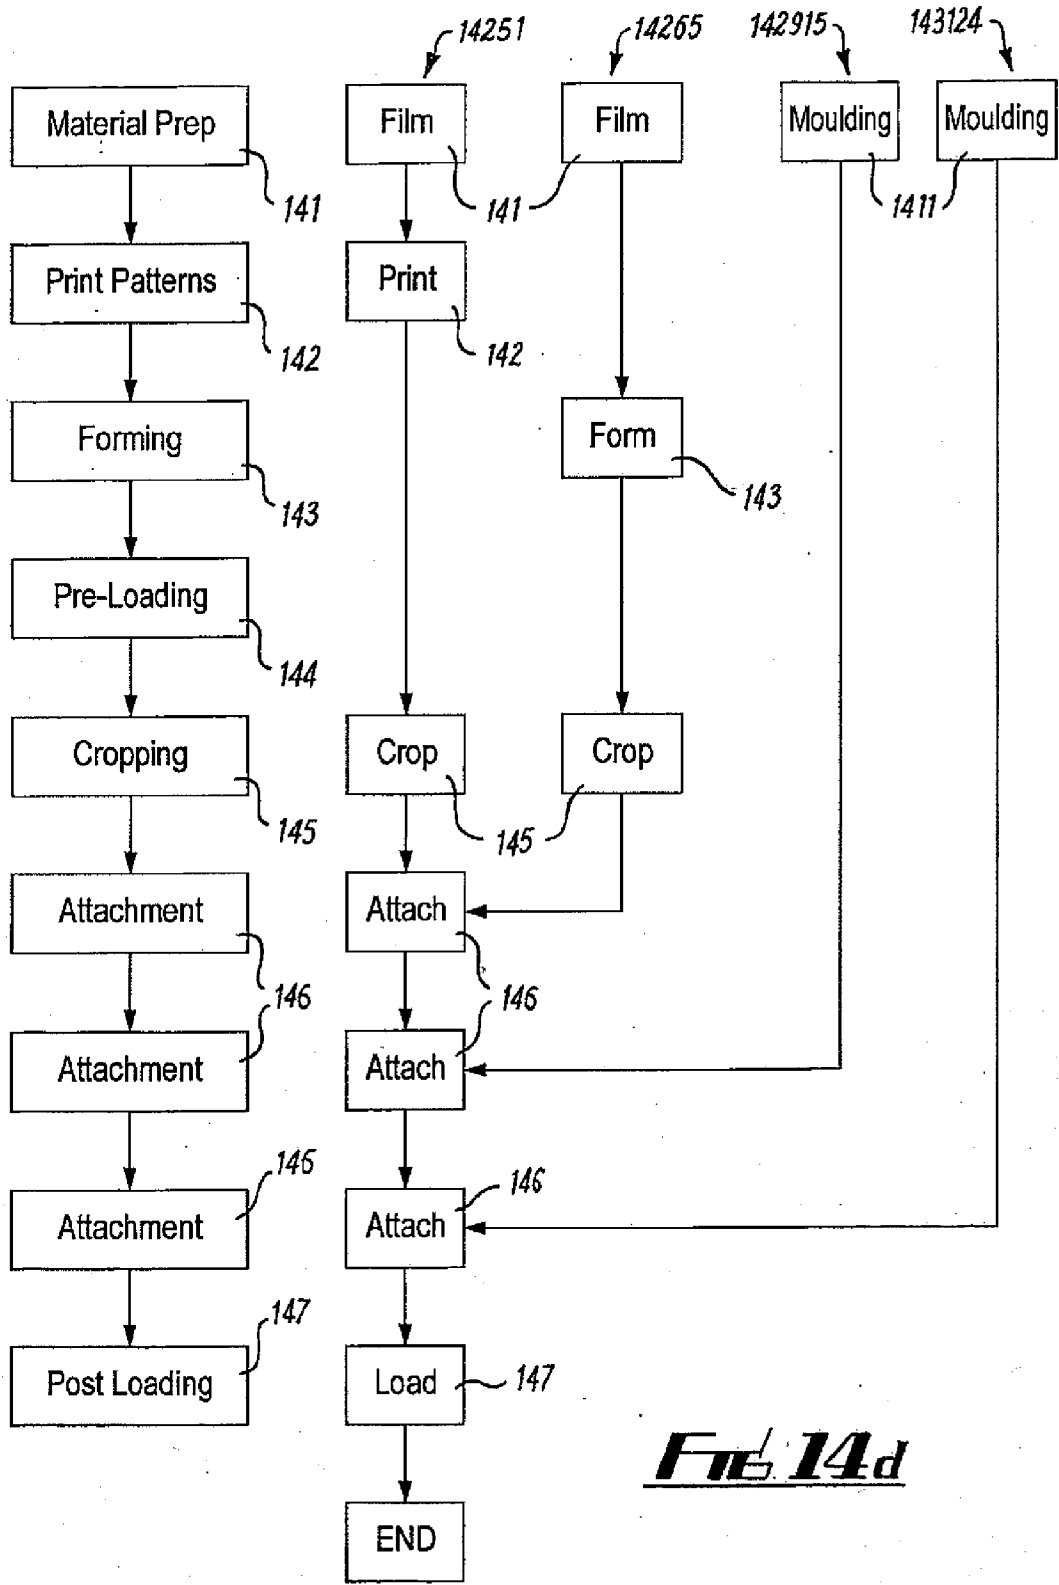 14251
14265
142915
143124
Material Prep
Film
Film
Moulding
Moulding
141
141
1411
Print Patterns
Print
142
142
Forming
Form
143
143
Pre-Loading
144
Cropping
Crop
Crop
145
145
Attachment
Attach
146
146
Attachment
Attach
146
146
Attachment
Attach
147
Post Loading
Load
147
END
FIG 14d